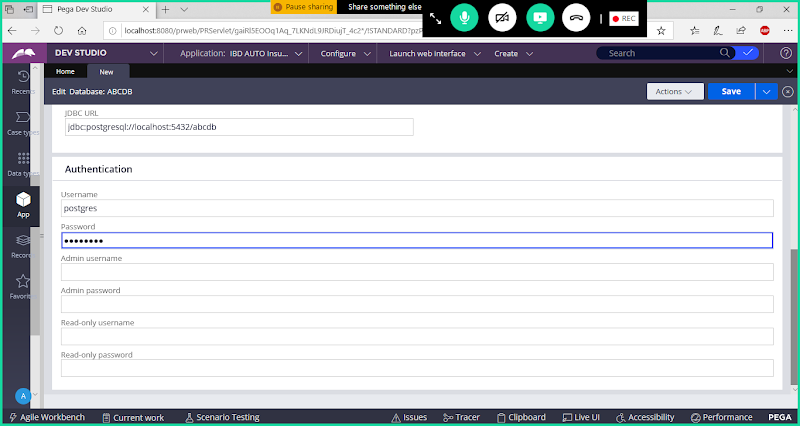 Pega Dev Studio
Pause sharing
Share something else
REC
localhost:8080/prweb/PRServlet/gaiRl5EOOq1Aq_7LKNdL9JRDiujT_4c2*/!STANDARD?pzP
ABP
DEV STUDIO
Application: IBD AUTO Insu...
Configure
Launch web interface
Create
Search
Home
New
Recent
Case types
Data types
App
Records
Favorit
Edit Database: ABCDB
Actions
Save
JDBC URL
jdbc:postgresql://localhost:5432/abcdb
Authentication
Username
postgres
Password
Admin username
Admin password
Read-only username
Read-only password
A
Agile Workbench
Current work
Scenario Testing
Issues
Tracer
Clipboard
Live UI
Accessibility
Performance
PEGA